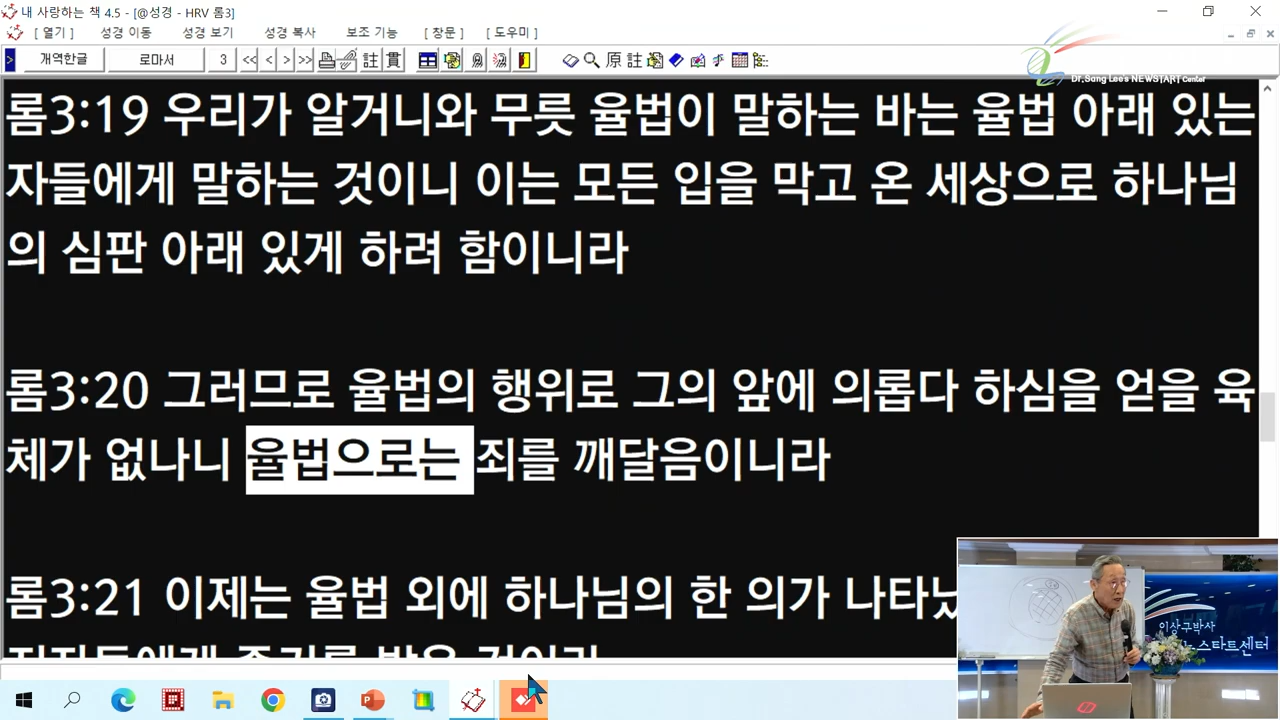 내 사랑하는 책 4.5 - [@성경 - HRV 롬3]
[ 열기 ] 성경 이동 성경 보기 성경 복사 보조 기능 [ 창문 ] [ 도우미 ]
개역한글 로마서 3 << < > >> 註 貫 原 註
Dr.Sang Lee's NEWSTART Center
롬3:19 우리가 알거니와 무릇 율법이 말하는 바는 율법 아래 있는
자들에게 말하는 것이니 이는 모든 입을 막고 온 세상으로 하나님
의 심판 아래 있게 하려 함이니라
롬3:20 그러므로 율법의 행위로 그의 앞에 의롭다 하심을 얻을 육
체가 없나니 율법으로는 죄를 깨달음이니라
롬3:21 이제는 율법 외에 하나님의 한 의가 나타났
이상구박사
스타트센터